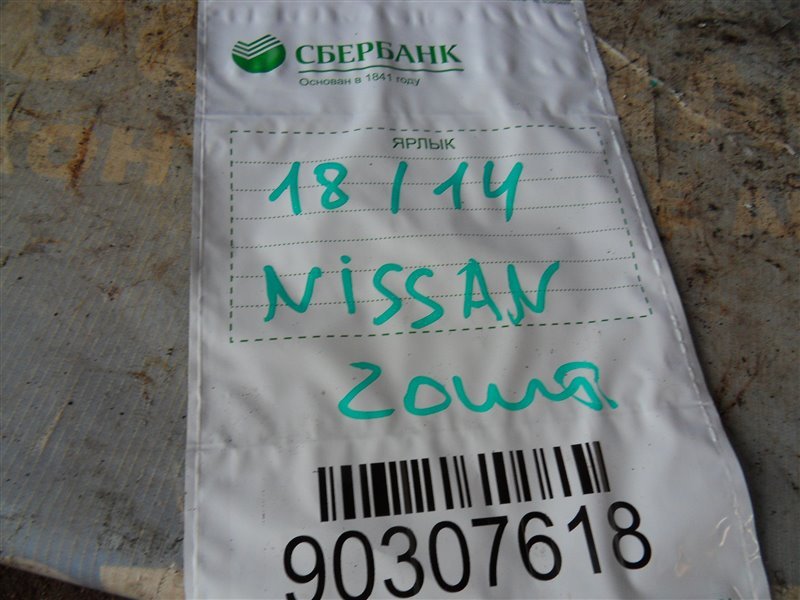 СБЕРБАНК
Основан в 1841 году
ЯРЛЫК
18/14
NiSSAN
гоша
90307618